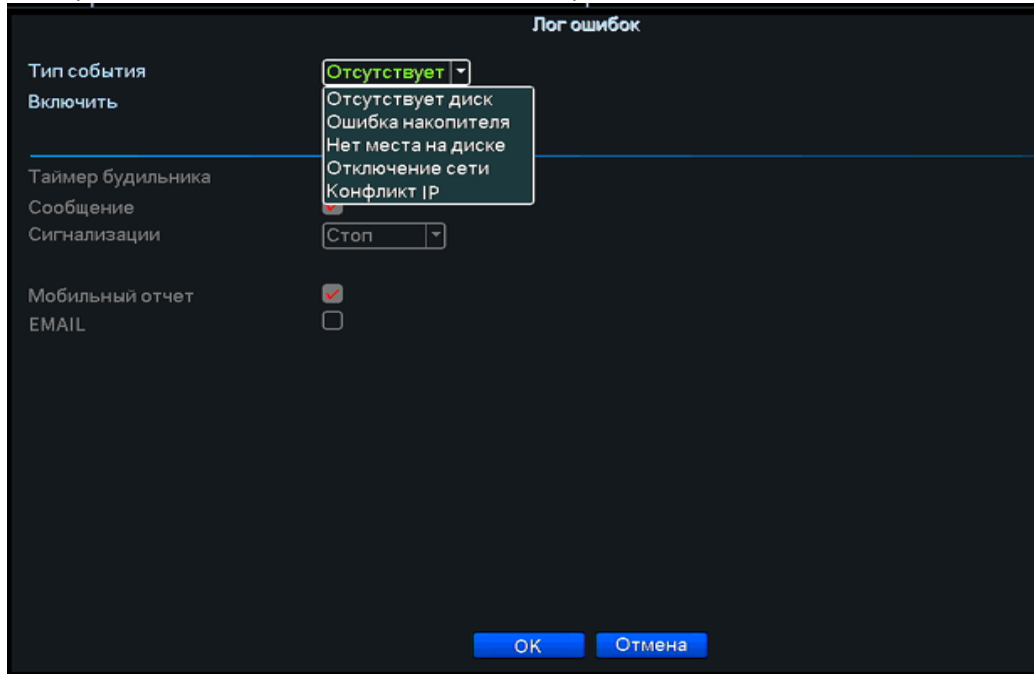 Лог ошибок
Тип события
Отсутствует
Включить
Отсутствует диск
Ошибка накопителя
Нет места на диске
Отключение сети
Конфликт IP
Таймер будильника
Сообщение
Сигнализации
Стоп
Мобильный отчет
EMAIL
OK
Отмена